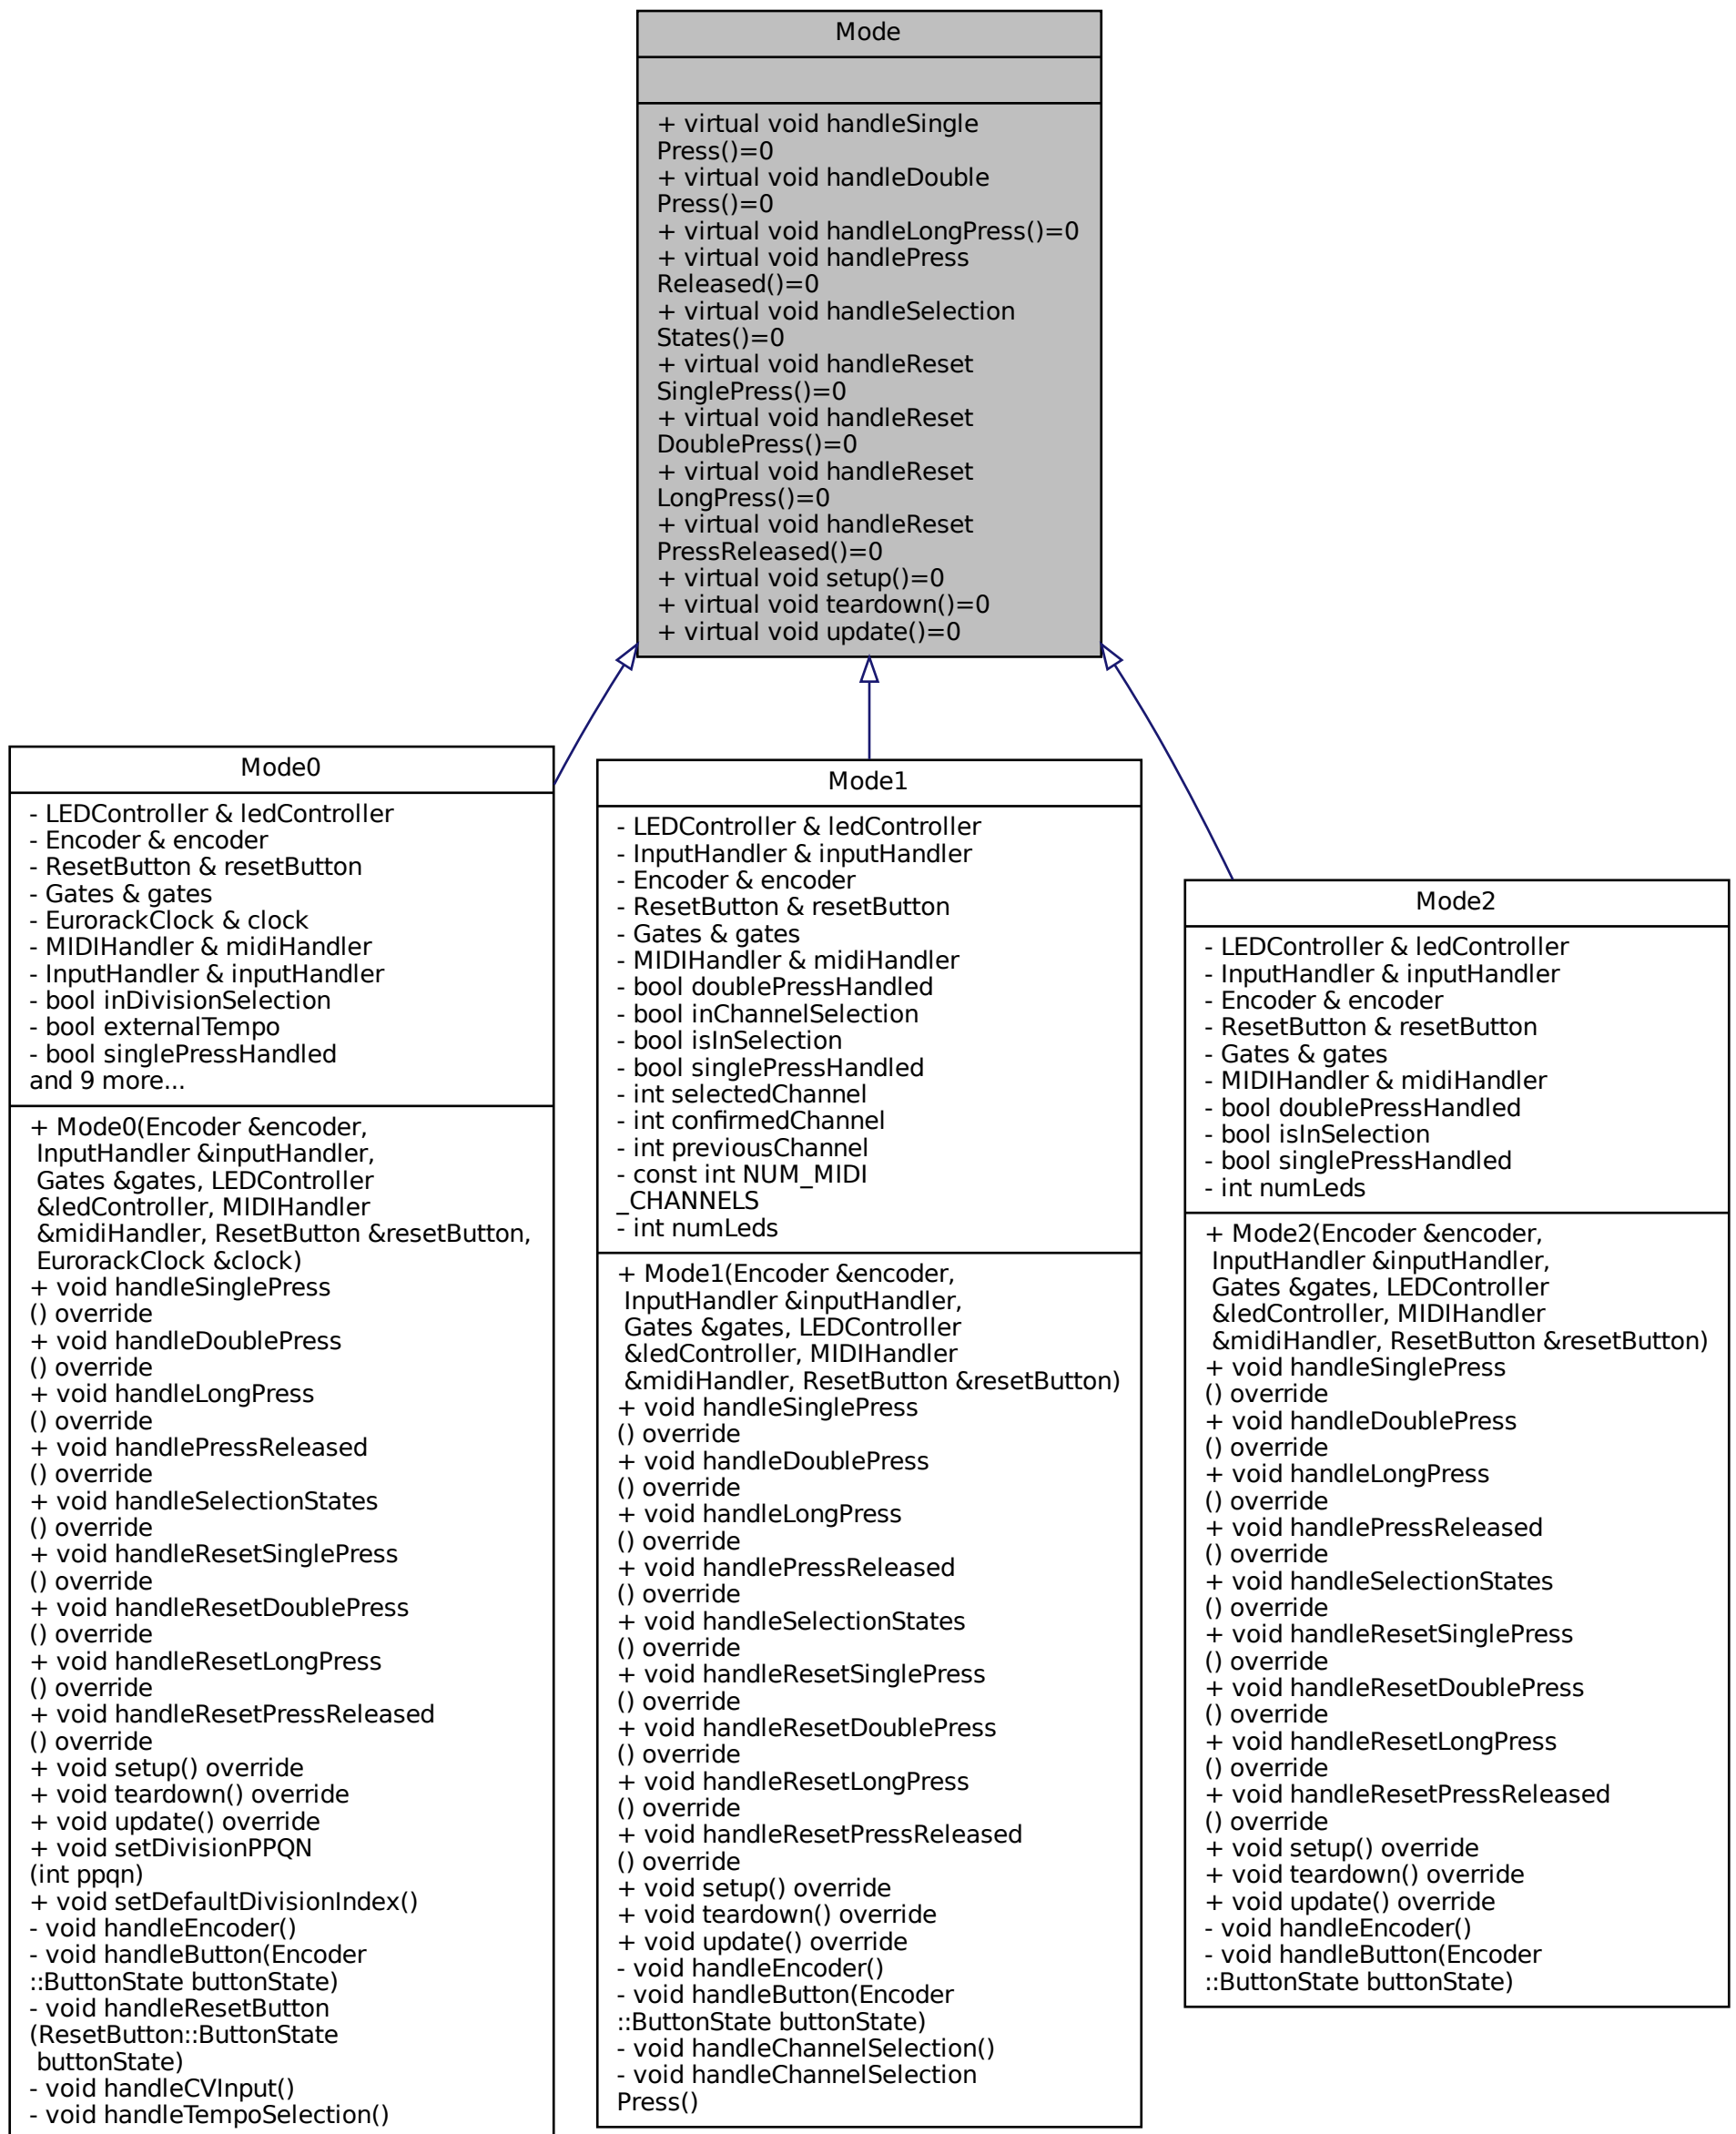 Mode
+ virtual void handleSingle
Press()=0
+ virtual void handleDouble
Press()=0
+ virtual void handleLongPress()=0
+ virtual void handlePress
Released()=0
+ virtual void handleSelection
States()=0
+ virtual void handleReset
SinglePress()=0
+ virtual void handleReset
DoublePress()=0
+ virtual void handleReset
LongPress()=0
+ virtual void handleReset
PressReleased()=0
+ virtual void setup()=0
+ virtual void teardown()=0
+ virtual void update()=0
Mode0
- LEDController & ledController
- Encoder & encoder
- ResetButton & resetButton
- Gates & gates
- EurorackClock & clock
- MIDIHandler & midiHandler
- InputHandler & inputHandler
- bool inDivisionSelection
- bool externalTempo
- bool singlePressHandled
and 9 more...
+ Mode0(Encoder &encoder,
InputHandler &inputHandler,
Gates &gates, LEDController
&ledController, MIDIHandler
&midiHandler, ResetButton &resetButton,
EurorackClock &clock)
+ void handleSinglePress
() override
+ void handleDoublePress
() override
+ void handleLongPress
() override
+ void handlePressReleased
() override
+ void handleSelectionStates
() override
+ void handleResetSinglePress
() override
+ void handleResetDoublePress
() override
+ void handleResetLongPress
() override
+ void handleResetPressReleased
() override
+ void setup() override
+ void teardown() override
+ void update() override
+ void setDivisionPPQN
(int ppqn)
+ void setDefaultDivisionIndex()
- void handleEncoder()
- void handleButton(Encoder
::ButtonState buttonState)
- void handleResetButton
(ResetButton::ButtonState
buttonState)
- void handleCVInput()
- void handleTempoSelection()
Mode1
- LEDController & ledController
- InputHandler & inputHandler
- Encoder & encoder
- ResetButton & resetButton
- Gates & gates
- MIDIHandler & midiHandler
- bool doublePressHandled
- bool inChannelSelection
- bool isInSelection
- bool singlePressHandled
- int selectedChannel
- int confirmedChannel
- int previousChannel
- const int NUM_MIDI
_CHANNELS
- int numLeds
+ Mode1(Encoder &encoder,
InputHandler &inputHandler,
Gates &gates, LEDController
&ledController, MIDIHandler
&midiHandler, ResetButton &resetButton)
+ void handleSinglePress
() override
+ void handleDoublePress
() override
+ void handleLongPress
() override
+ void handlePressReleased
() override
+ void handleSelectionStates
() override
+ void handleResetSinglePress
() override
+ void handleResetDoublePress
() override
+ void handleResetLongPress
() override
+ void handleResetPressReleased
() override
+ void setup() override
+ void teardown() override
+ void update() override
- void handleEncoder()
- void handleButton(Encoder
::ButtonState buttonState)
- void handleChannelSelection()
- void handleChannelSelection
Press()
Mode2
- LEDController & ledController
- InputHandler & inputHandler
- Encoder & encoder
- ResetButton & resetButton
- Gates & gates
- MIDIHandler & midiHandler
- bool doublePressHandled
- bool isInSelection
- bool singlePressHandled
- int numLeds
+ Mode2(Encoder &encoder,
InputHandler &inputHandler,
Gates &gates, LEDController
&ledController, MIDIHandler
&midiHandler, ResetButton &resetButton)
+ void handleSinglePress
() override
+ void handleDoublePress
() override
+ void handleLongPress
() override
+ void handlePressReleased
() override
+ void handleSelectionStates
() override
+ void handleResetSinglePress
() override
+ void handleResetDoublePress
() override
+ void handleResetLongPress
() override
+ void handleResetPressReleased
() override
+ void setup() override
+ void teardown() override
+ void update() override
- void handleEncoder()
- void handleButton(Encoder
::ButtonState buttonState)